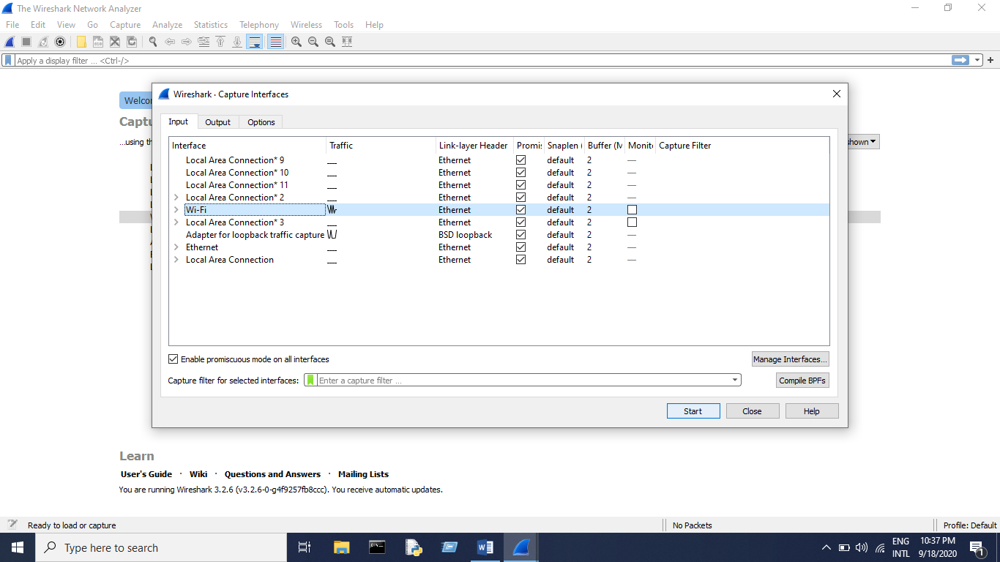 The Wireshark Network Analyzer
File Edit View Go Capture Analyze Statistics Telephony Wireless Tools Help
Apply a display filter ... <Ctrl-/>
+
Welco
Captu
...using th
hown
Wireshark · Capture Interfaces
Input Output Options
Interface Traffic Link-layer Header Promis Snaplen ( Buffer (M Monito Capture Filter
Local Area Connection* 9 Ethernet default 2 —
Local Area Connection* 10 Ethernet default 2 —
Local Area Connection* 11 Ethernet default 2 —
Local Area Connection* 2 Ethernet default 2 —
Wi-Fi Ethernet default 2
Local Area Connection* 3 Ethernet default 2
Adapter for loopback traffic capture BSD loopback default 2 —
Ethernet Ethernet default 2 —
Local Area Connection Ethernet default 2 —
Enable promiscuous mode on all interfaces
Manage Interfaces...
Capture filter for selected interfaces: Enter a capture filter ...
Compile BPFs
Start Close Help
Learn
User's Guide · Wiki · Questions and Answers · Mailing Lists
You are running Wireshark 3.2.6 (v3.2.6-0-g4f9257fb8ccc). You receive automatic updates.
Ready to load or capture
No Packets
Profile: Default
Type here to search
ENG
INTL
10:37 PM
9/18/2020
1